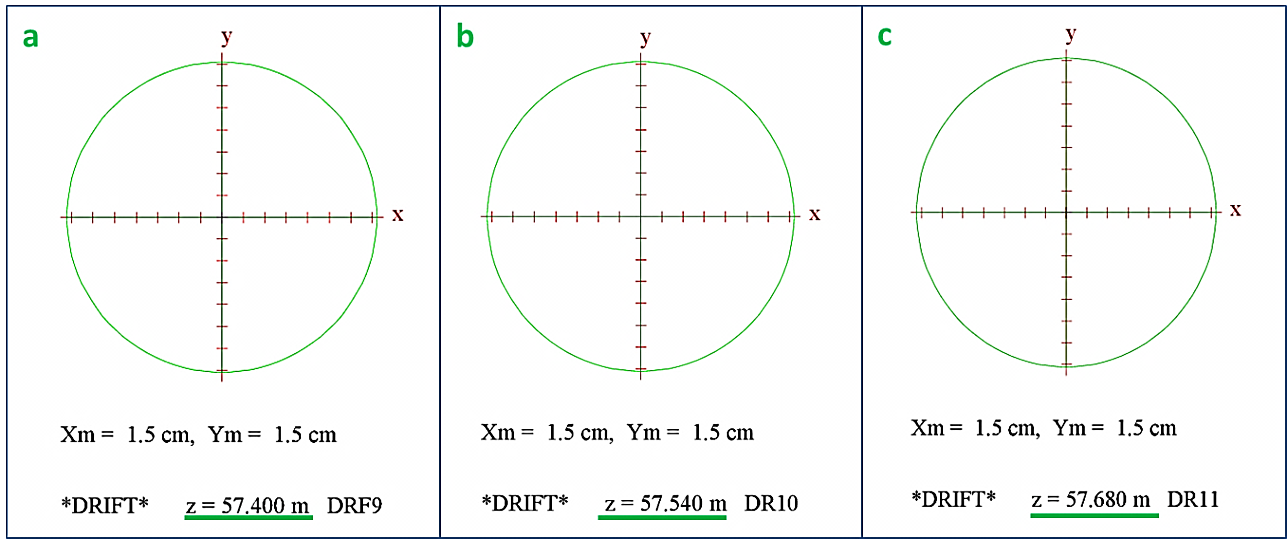 a
y
x
Xm = 1.5 cm, Ym = 1.5 cm
*DRIFT* z = 57.400 m DRF9
b
y
x
Xm = 1.5 cm, Ym = 1.5 cm
*DRIFT* z = 57.540 m DR10
c
y
x
Xm = 1.5 cm, Ym = 1.5 cm
*DRIFT* z = 57.680 m DR11